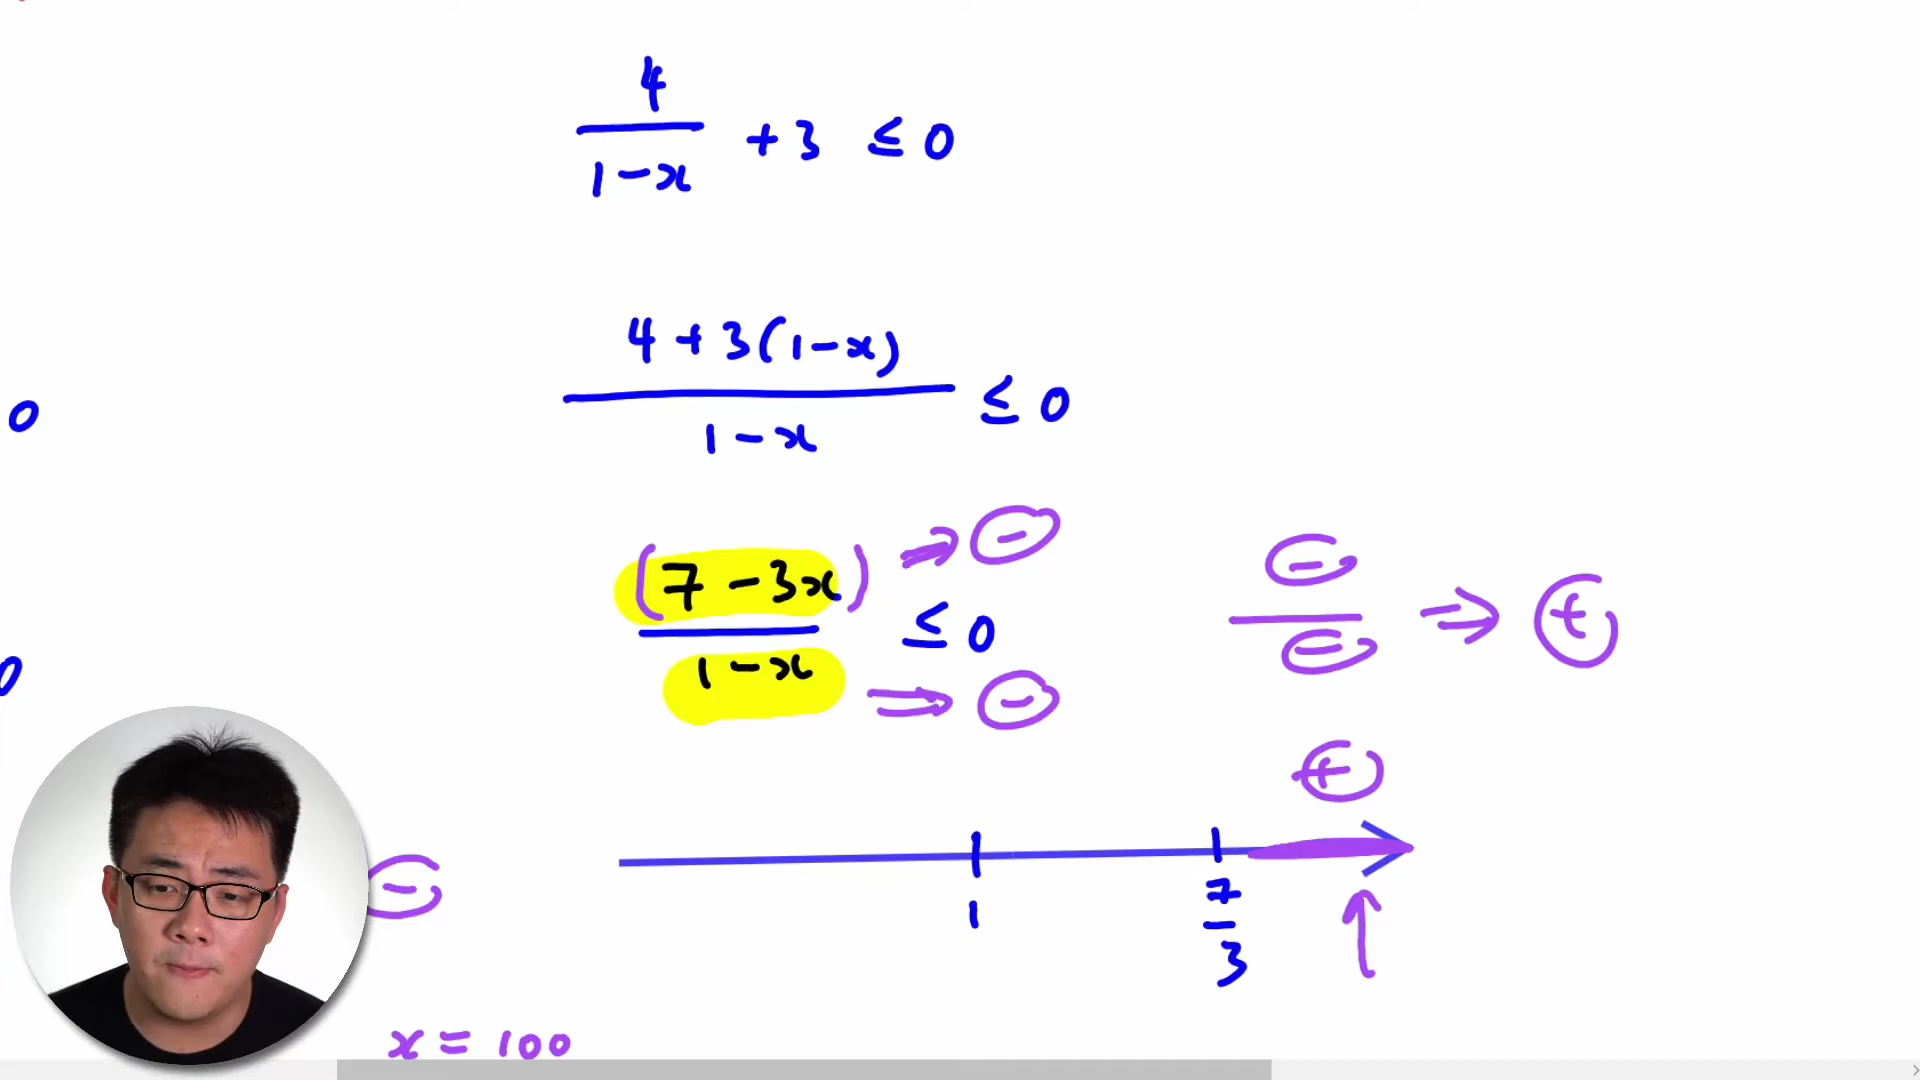 4
1-x
+3 ≤ 0
4+3(1-x)
1-x
≤ 0
0
(7-3x) ⇒ ⊖
≤ 0
1-x ⇒ ⊖
⊖
⊖
⇒ ⊕
0
⊕
⊖
1
7
3
x = 100